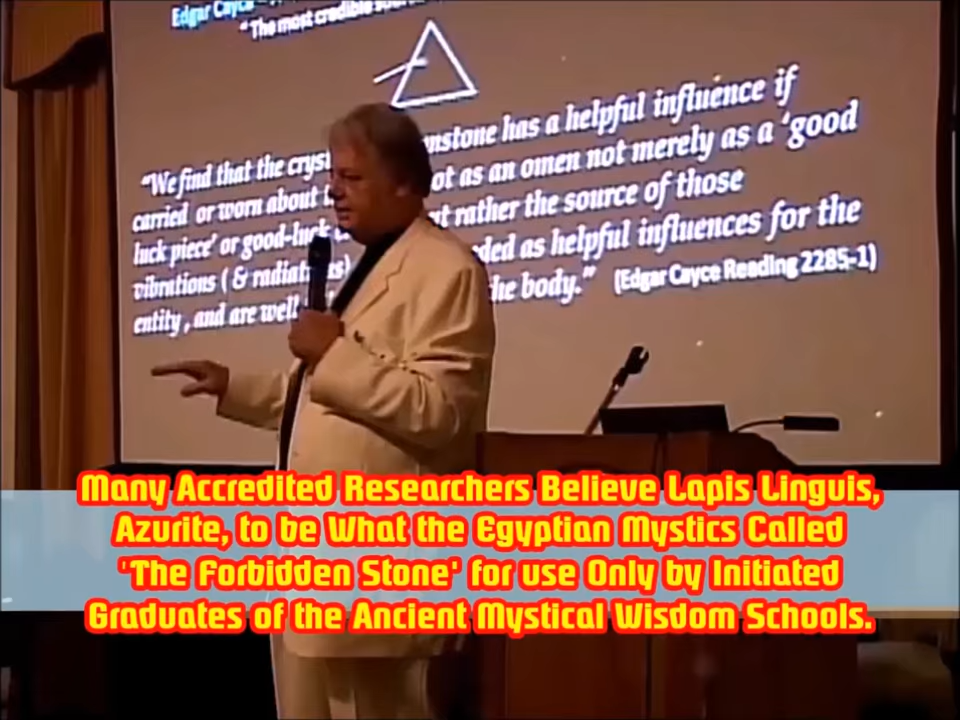 Edgar Cayce
"The most credible
"We find that the crys nstone has a helpful influence if
carried or worn about ot as an omen not merely as a 'good
luck piece' or good-luck t rather the source of those
vibrations ( & radiat ns) ded as helpful influences for the
entity, and are well he body." (Edgar Cayce Reading 2285-1)
Many Accredited Researchers Believe Lapis Linguis,
Azurite, to be What the Egyptian Mystics Called
'The Forbidden Stone' for use Only by Initiated
Graduates of the Ancient Mystical Wisdom Schools.